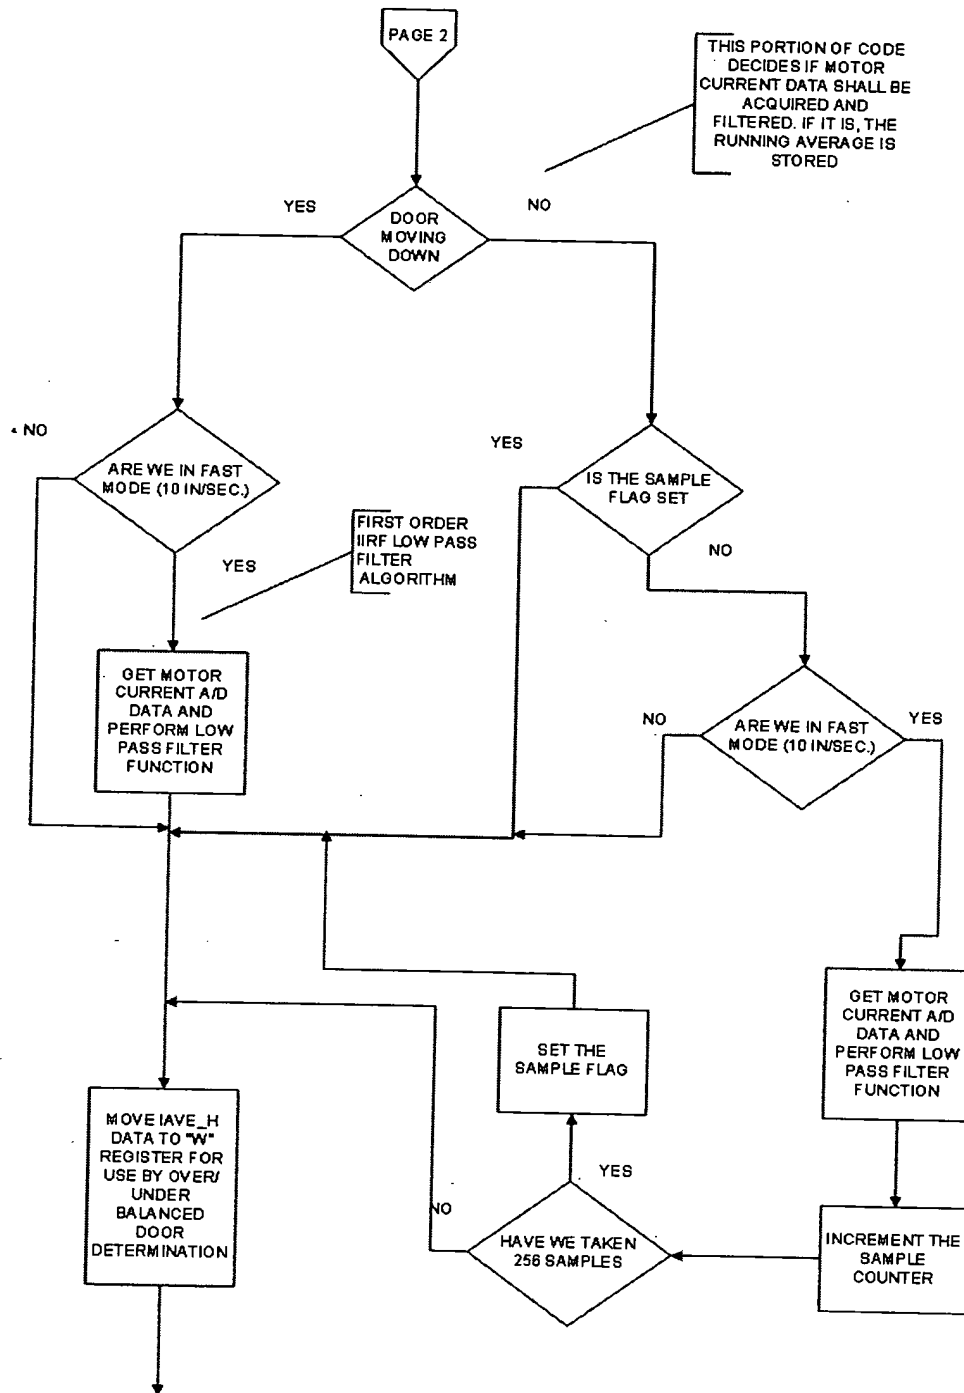 PAGE 2
THIS PORTION OF CODE
DECIDES IF MOTOR
CURRENT DATA SHALL BE
ACQUIRED AND
FILTERED. IF IT IS, THE
RUNNING AVERAGE IS
STORED
YES
NO
DOOR
MOVING
DOWN
NO
ARE WE IN FAST
MODE (10 IN/SEC.)
YES
IS THE SAMPLE
FLAG SET
YES
FIRST ORDER
IIRF LOW PASS
FILTER
ALGORITHM
NO
GET MOTOR
CURRENT A/D
DATA AND
PERFORM LOW
PASS FILTER
FUNCTION
NO
ARE WE IN FAST
MODE (10 IN/SEC.)
YES
GET MOTOR
CURRENT A/D
DATA AND
PERFORM LOW
PASS FILTER
FUNCTION
SET THE
SAMPLE FLAG
MOVE IAVE_H
DATA TO "W"
REGISTER FOR
USE BY OVER/
UNDER
BALANCED
DOOR
DETERMINATION
YES
NO
HAVE WE TAKEN
256 SAMPLES
INCREMENT THE
SAMPLE
COUNTER